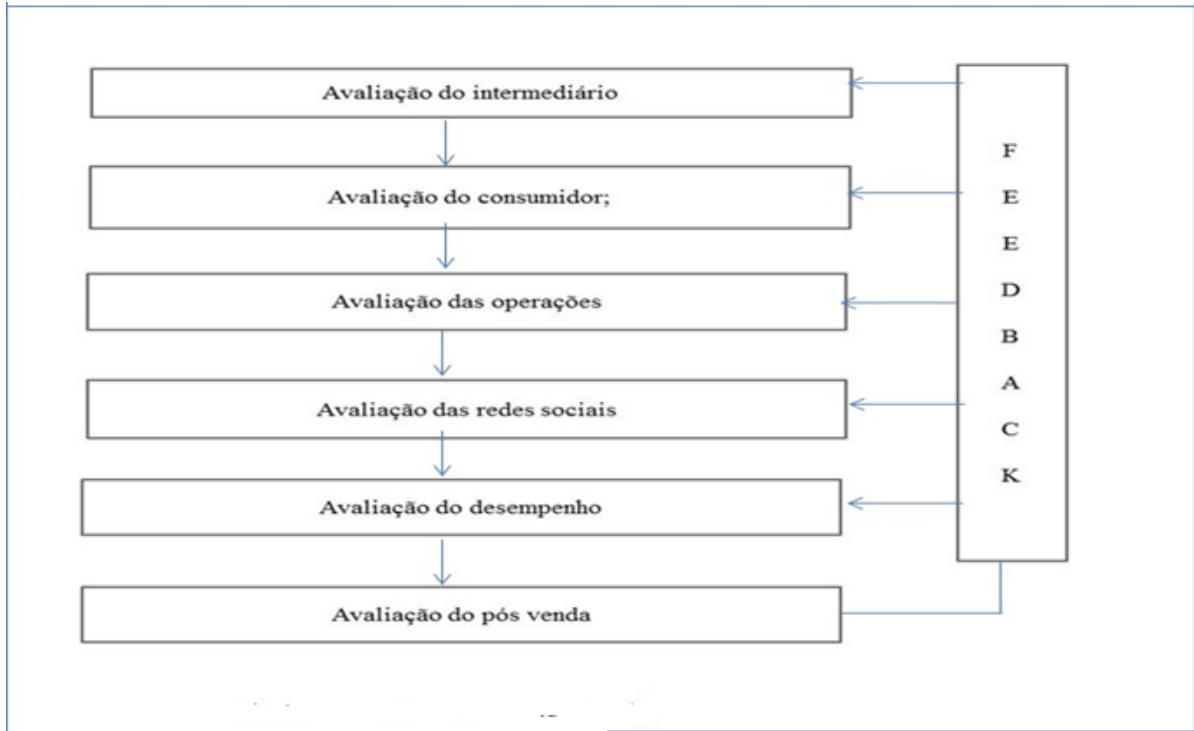 Avaliação do intermediário
Avaliação do consumidor;
Avaliação das operações
Avaliação das redes sociais
Avaliação do desempenho
Avaliação do pós venda
F
E
E
D
B
A
C
K